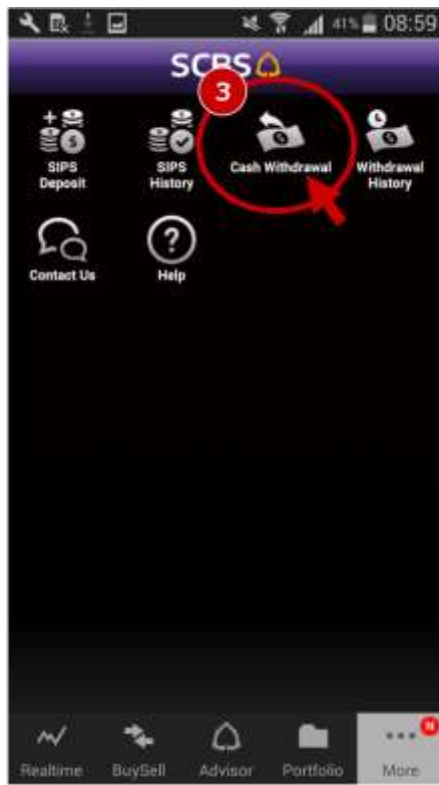 41% 08:59
SCBS
3
SIPS
Deposit
SIPS
History
Cash Withdrawal
Withdrawal
History
Contact Us
Help
N
Realtime BuySell Advisor Portfolio More